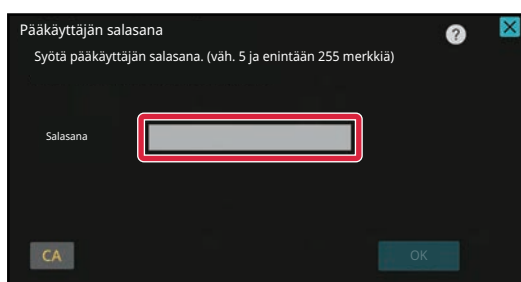 Pääkäyttäjän salasana
?
Syötä pääkäyttäjän salasana. (väh. 5 ja enintään 255 merkkiä)
Salasana
CA
OK